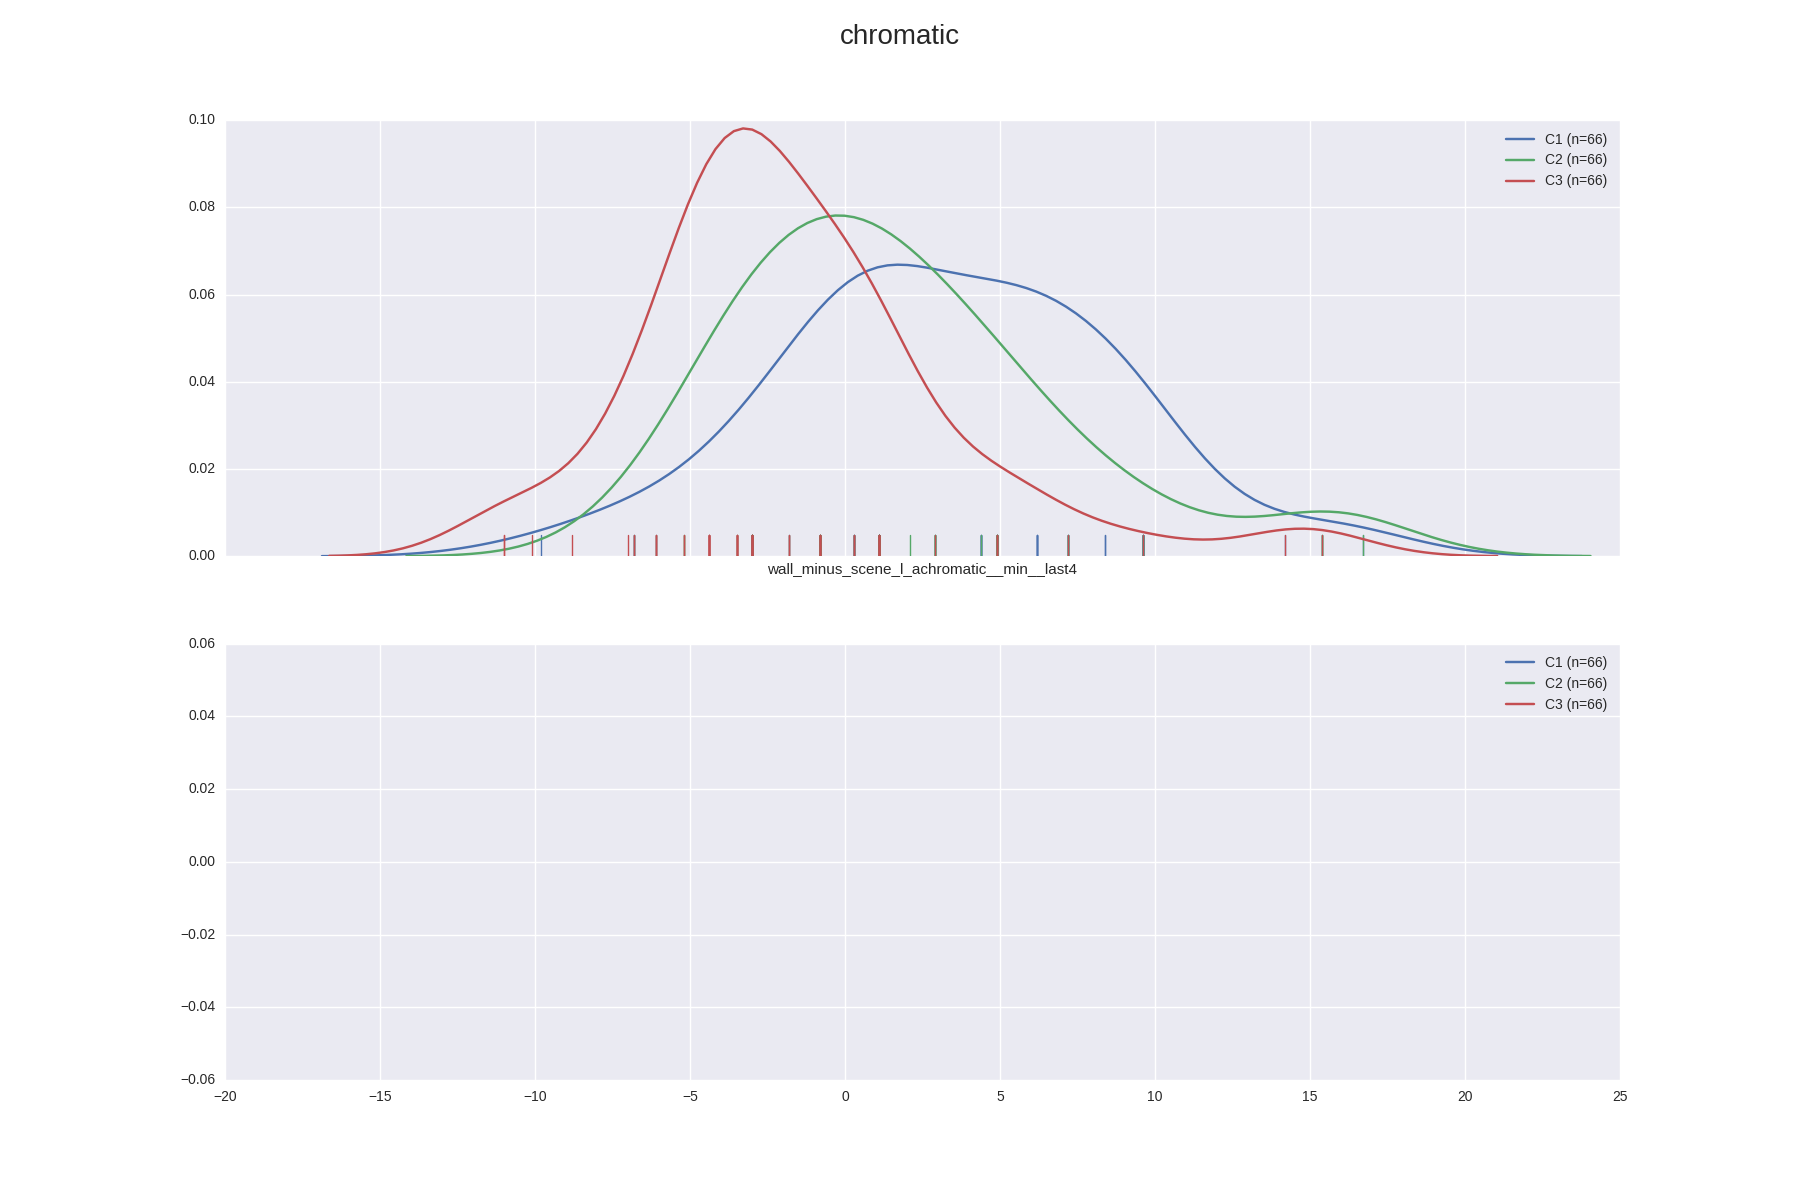 chromatic
0.10
0.08
0.06
0.04
0.02
0.00
C1 (n=66)
C2 (n=66)
C3 (n=66)
wall_minus_scene_l_achromatic__min__last4
0.06
0.04
0.02
0.00
−0.02
−0.04
−0.06
C1 (n=66)
C2 (n=66)
C3 (n=66)
−20 −15 −10 −5 0 5 10 15 20 25